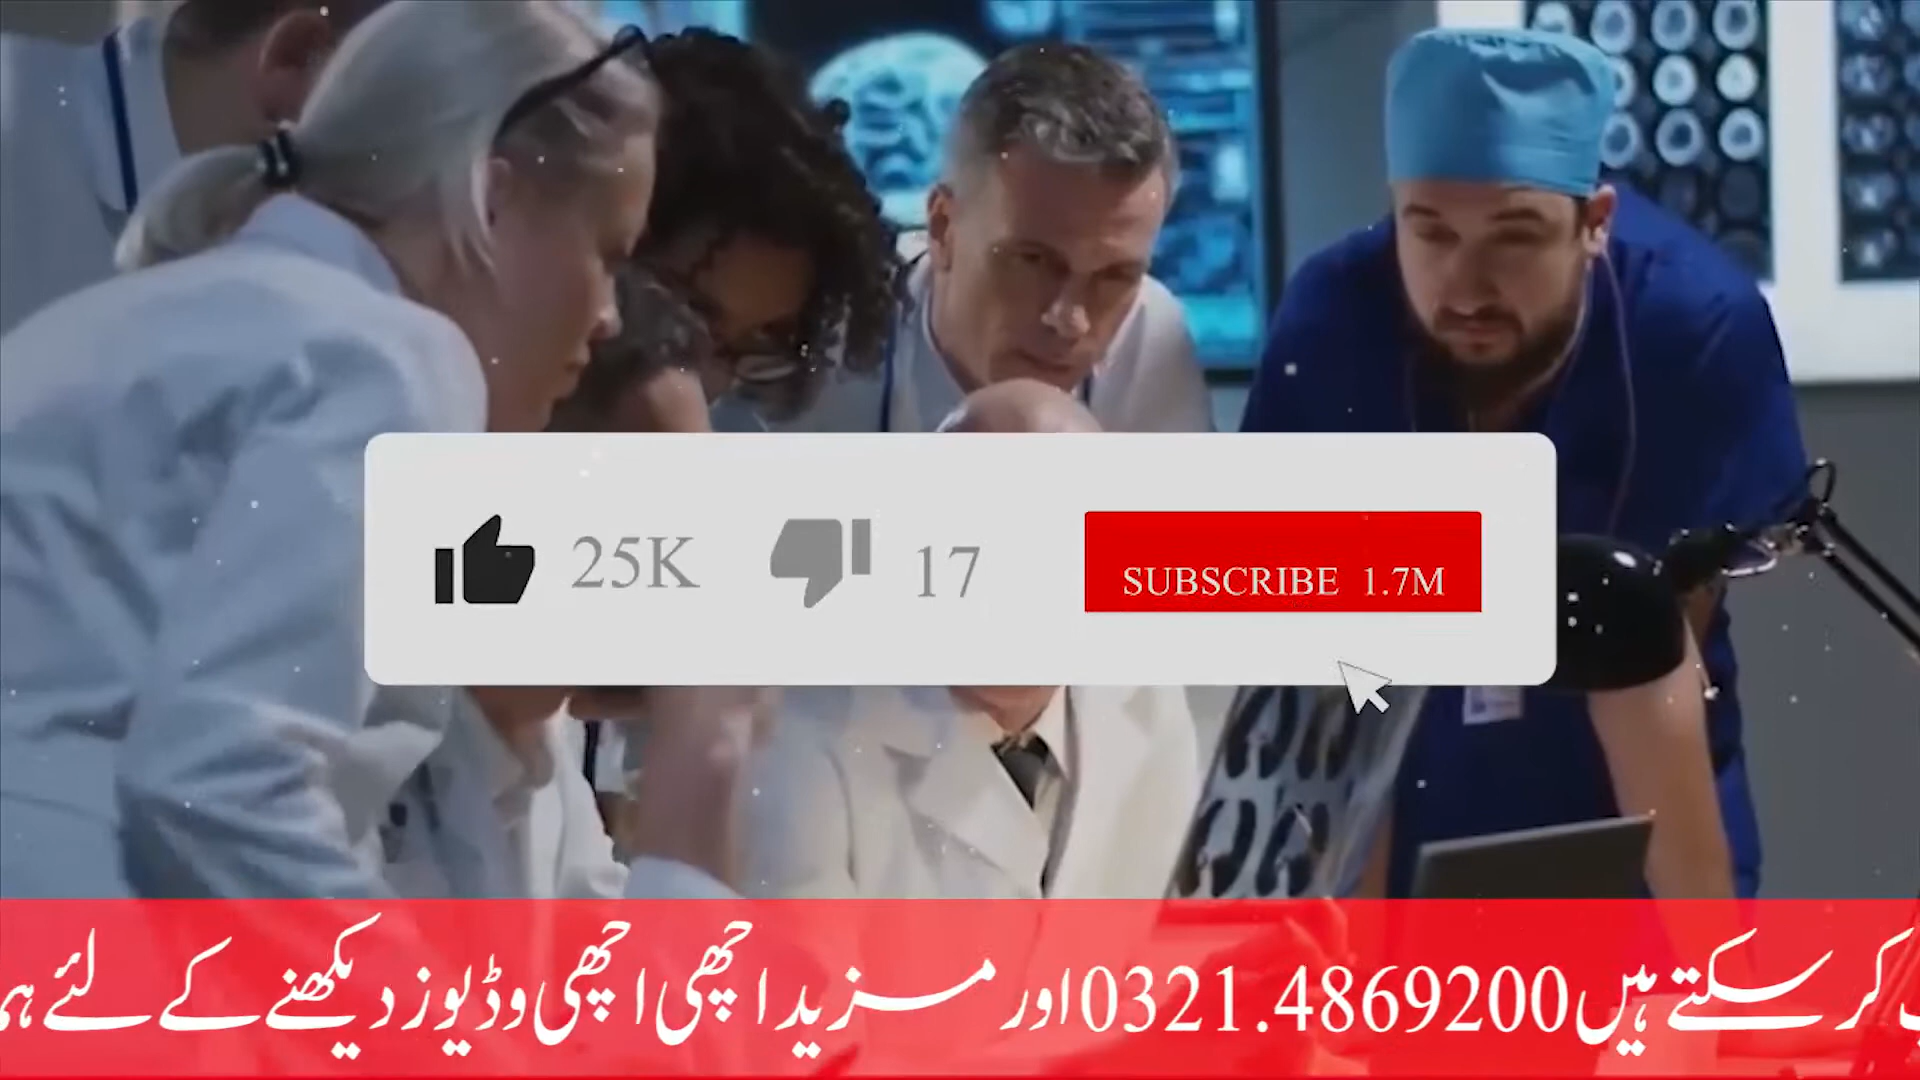 25K
17
SUBSCRIBE 1.7M
کر سکتے ہیں 0321.4869200 اور مزید اچھی اچھی وڈیوز دیکھنے کے لئے